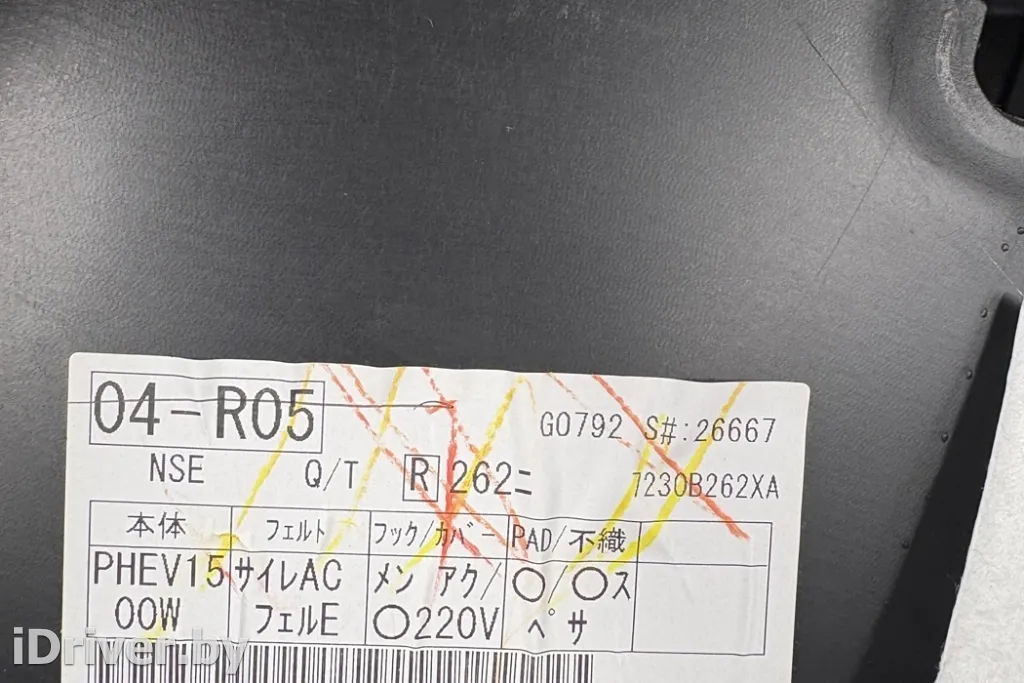 04-R05
G0792 S#:26667
NSE Q/T R 262ﾆ 7230B262XA
本体 フェルト フック/カバー PAD/不織
PHEV15 サイレAC メン アク/ ○/○ス
00W フェルE ○220V ペサ
iDriver.by